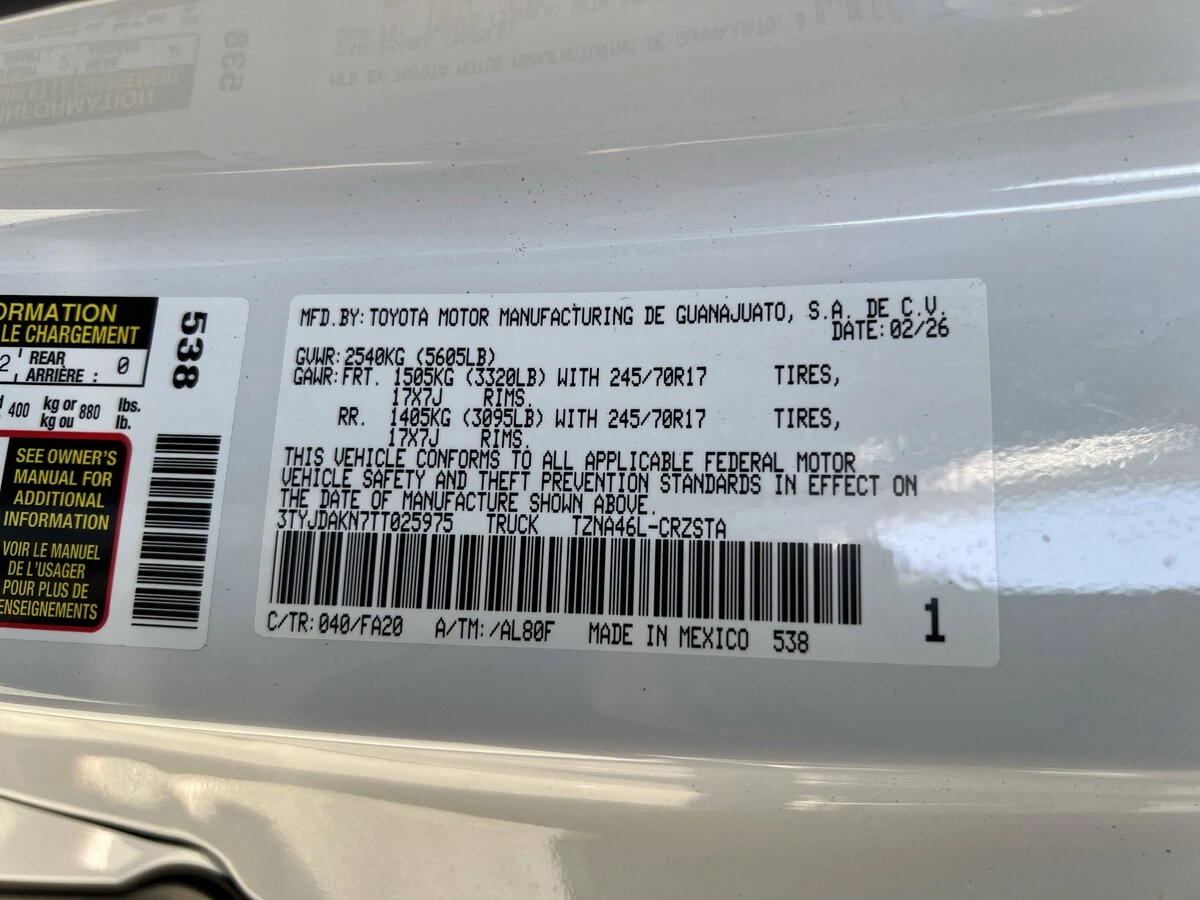 ORMATION
LE CHARGEMENT
2
REAR
ARRIÈRE : 0
400 kg or 880 lbs.
kg ou lb.
SEE OWNER'S
MANUAL FOR
ADDITIONAL
INFORMATION
VOIR LE MANUEL
DE L'USAGER
POUR PLUS DE
ENSEIGNEMENTS
538
MFD.BY:TOYOTA MOTOR MANUFACTURING DE GUANAJUATO, S.A. DE C.V.
DATE:02/26
GVWR:2540KG (5605LB)
GAWR:FRT. 1505KG (3320LB) WITH 245/70R17 TIRES,
17X7J RIMS.
RR. 1405KG (3095LB) WITH 245/70R17 TIRES,
17X7J RIMS.
THIS VEHICLE CONFORMS TO ALL APPLICABLE FEDERAL MOTOR
VEHICLE SAFETY AND THEFT PREVENTION STANDARDS IN EFFECT ON
THE DATE OF MANUFACTURE SHOWN ABOVE.
3TYJDAKN7TT025975 TRUCK TZNA46L-CRZSTA
C/TR:040/FA20 A/TM:/AL80F MADE IN MEXICO 538
1